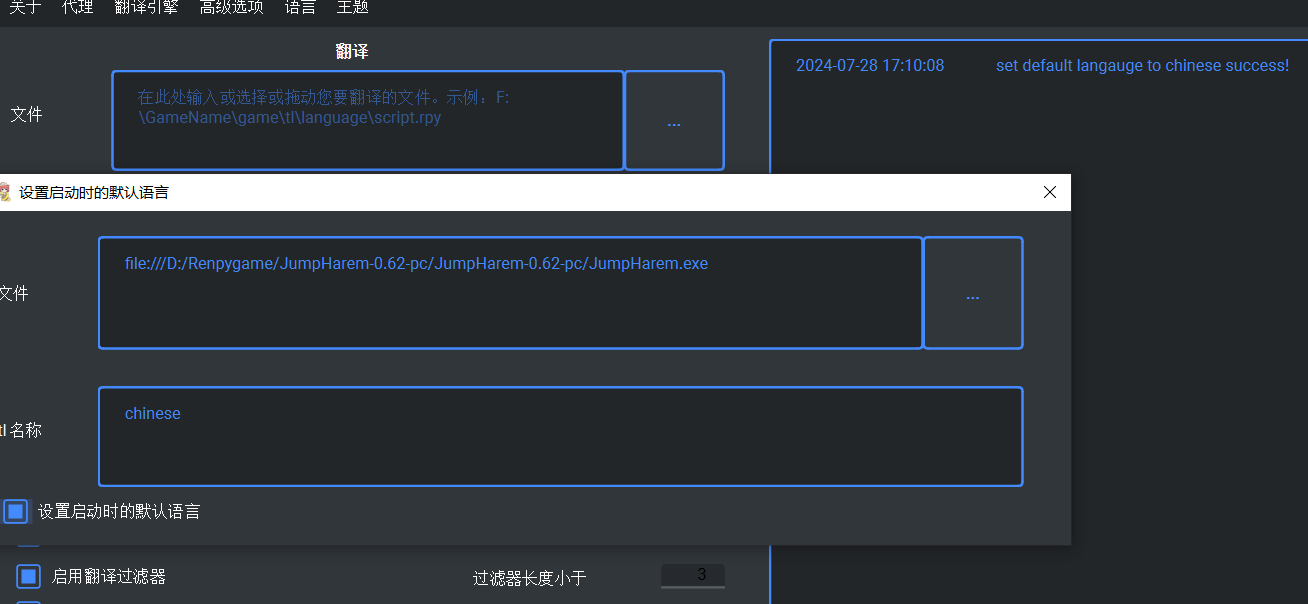 关于 代理 翻译引擎 高级选项 语言 主题
翻译
2024-07-28 17:10:08 set default langauge to chinese success!
文件
在此处输入或选择或拖动您要翻译的文件。示例：F:
\GameName\game\tl\language\script.rpy
...
设置启动时的默认语言
文件
file:///D:/Renpygame/JumpHarem-0.62-pc/JumpHarem-0.62-pc/JumpHarem.exe
...
tl 名称
chinese
设置启动时的默认语言
启用翻译过滤器
过滤器长度小于
3